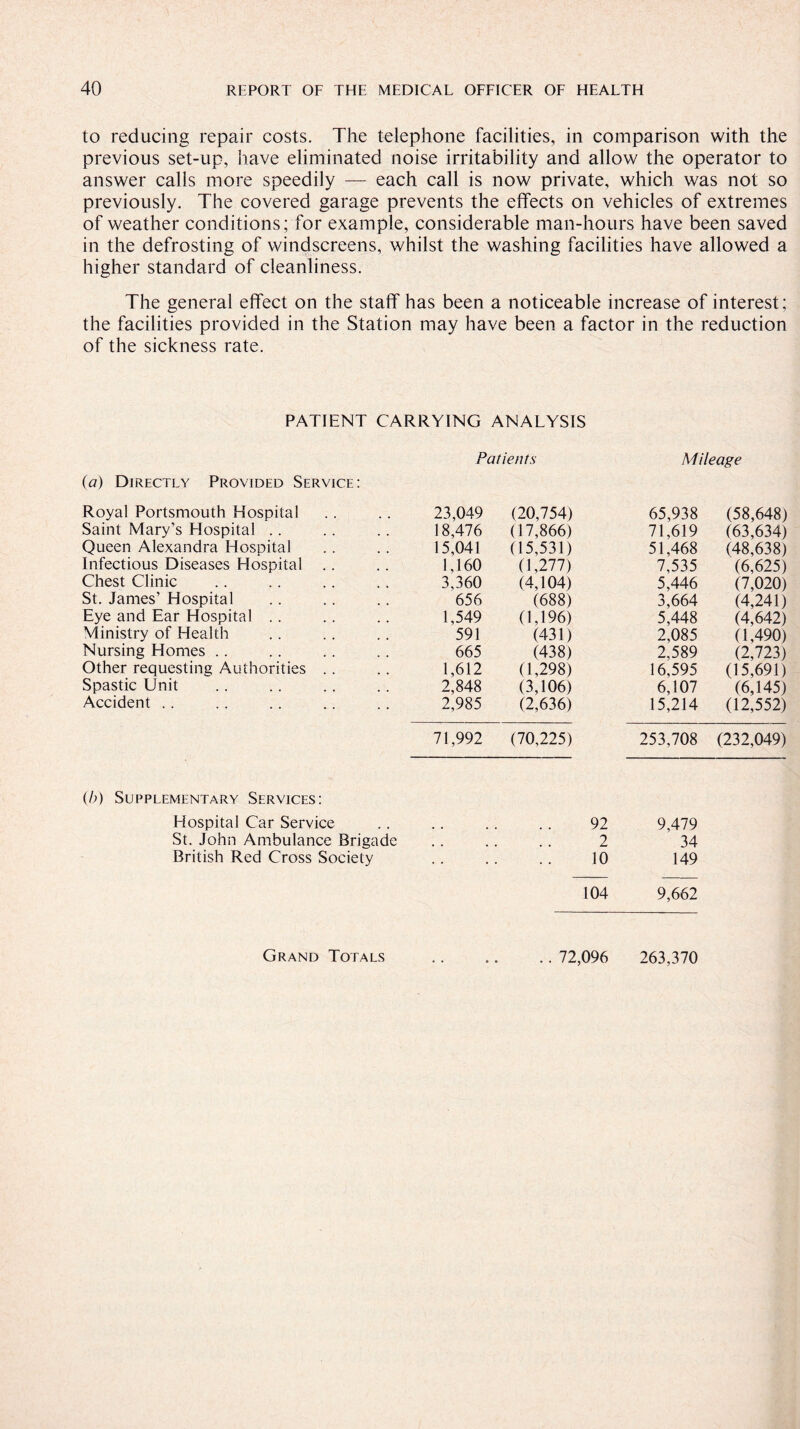 40 REPORT OF THE MEDICAL OFFICER OF HEALTH
to reducing repair costs. The telephone facilities, in comparison with the
previous set-up, have eliminated noise irritability and allow the operator to
answer calls more speedily — each call is now private, which was not so
previously. The covered garage prevents the effects on vehicles of extremes
of weather conditions; for example, considerable man-hours have been saved
in the defrosting of windscreens, whilst the washing facilities have allowed a
higher standard of cleanliness.
The general effect on the staff has been a noticeable increase of interest;
the facilities provided in the Station may have been a factor in the reduction
of the sickness rate.
PATIENT CARRYING ANALYSIS
Patients Mileage
(a) DIRECTLY PROVIDED SERVICE:
Royal Portsmouth Hospital . . . . 23,049 (20,754) 65,938 (58,648)
Saint Mary's Hospital . . . . . . 18,476 (17,866) 71,619 (63,634)
Queen Alexandra Hospital . . . . 15,041 (15,531) 51,468 (48,638)
Infectious Diseases Hospital . . . . 1,160 (1,277) 7,535 (6,625)
Chest Clinic . . . . . . . . 3,360 (4,104) 5,446 (7,020)
St. James' Hospital . . . . . . 656 (688) 3,664 (4,241)
Eye and Ear Hospital . . . . . . 1,549 (1,196) 5,448 (4,642)
Ministry of Health . . . . . . 591 (431) 2,085 (1,490)
Nursing Homes . . . . . . . . 665 (438) 2,589 (2,723)
Other requesting Authorities . . . . 1,612 (1,298) 16,595 (15,691)
Spastic Unit . . . . . . . . 2,848 (3,106) 6,107 (6,145)
Accident . . . . . . . . . . 2,985 (2,636) 15,214 (12,552)
71,992 (70,225) 253,708 (232,049)
(b) SUPPLEMENTARY SERVICES:
Hospital Car Service . . . . . . . . 92 9,479
St. John Ambulance Brigade . . . . . . 2 34
British Red Cross Society . . . . . . 10 149
104 9,662
GRAND TOTALS . . . . . . 72,096 263,370